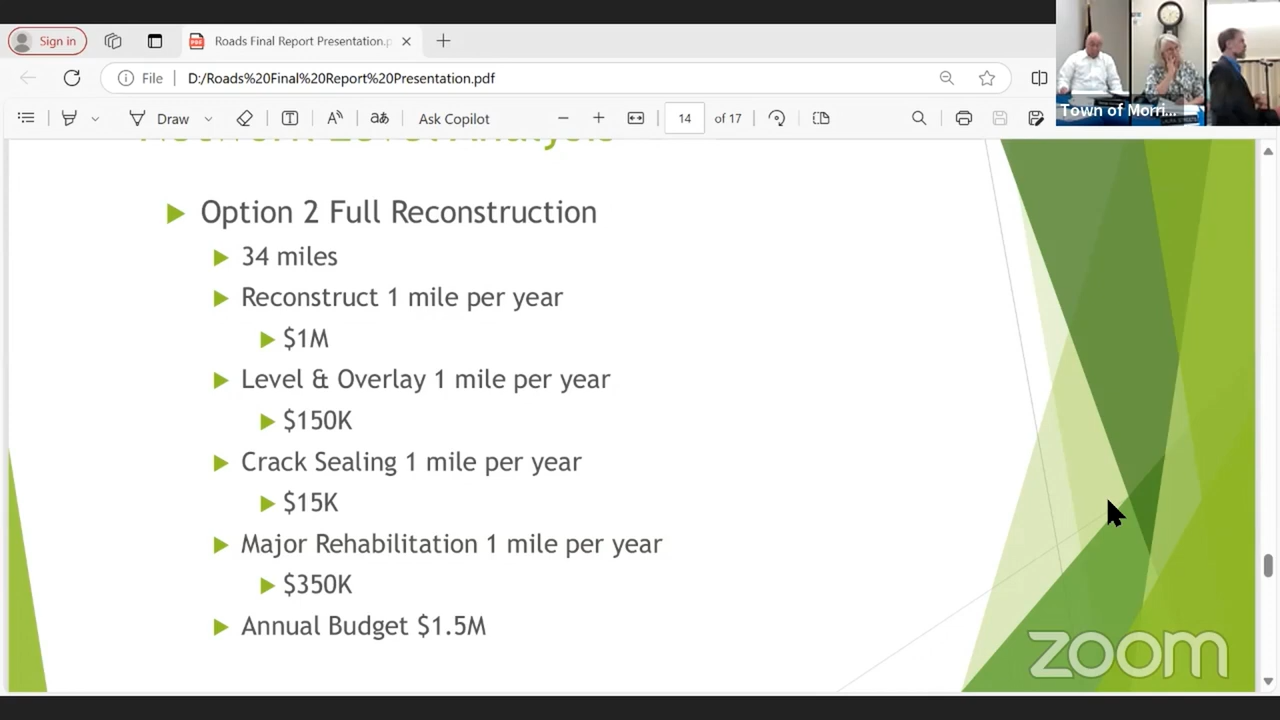 Sign in
Roads Final Report Presentation.p
File
D:/Roads%20Final%20Report%20Presentation.pdf
Draw
Ask Copilot
14
of 17
Town of Morri...
Network Level Analysis
Option 2 Full Reconstruction
34 miles
Reconstruct 1 mile per year
$1M
Level & Overlay 1 mile per year
$150K
Crack Sealing 1 mile per year
$15K
Major Rehabilitation 1 mile per year
$350K
Annual Budget $1.5M
zoom